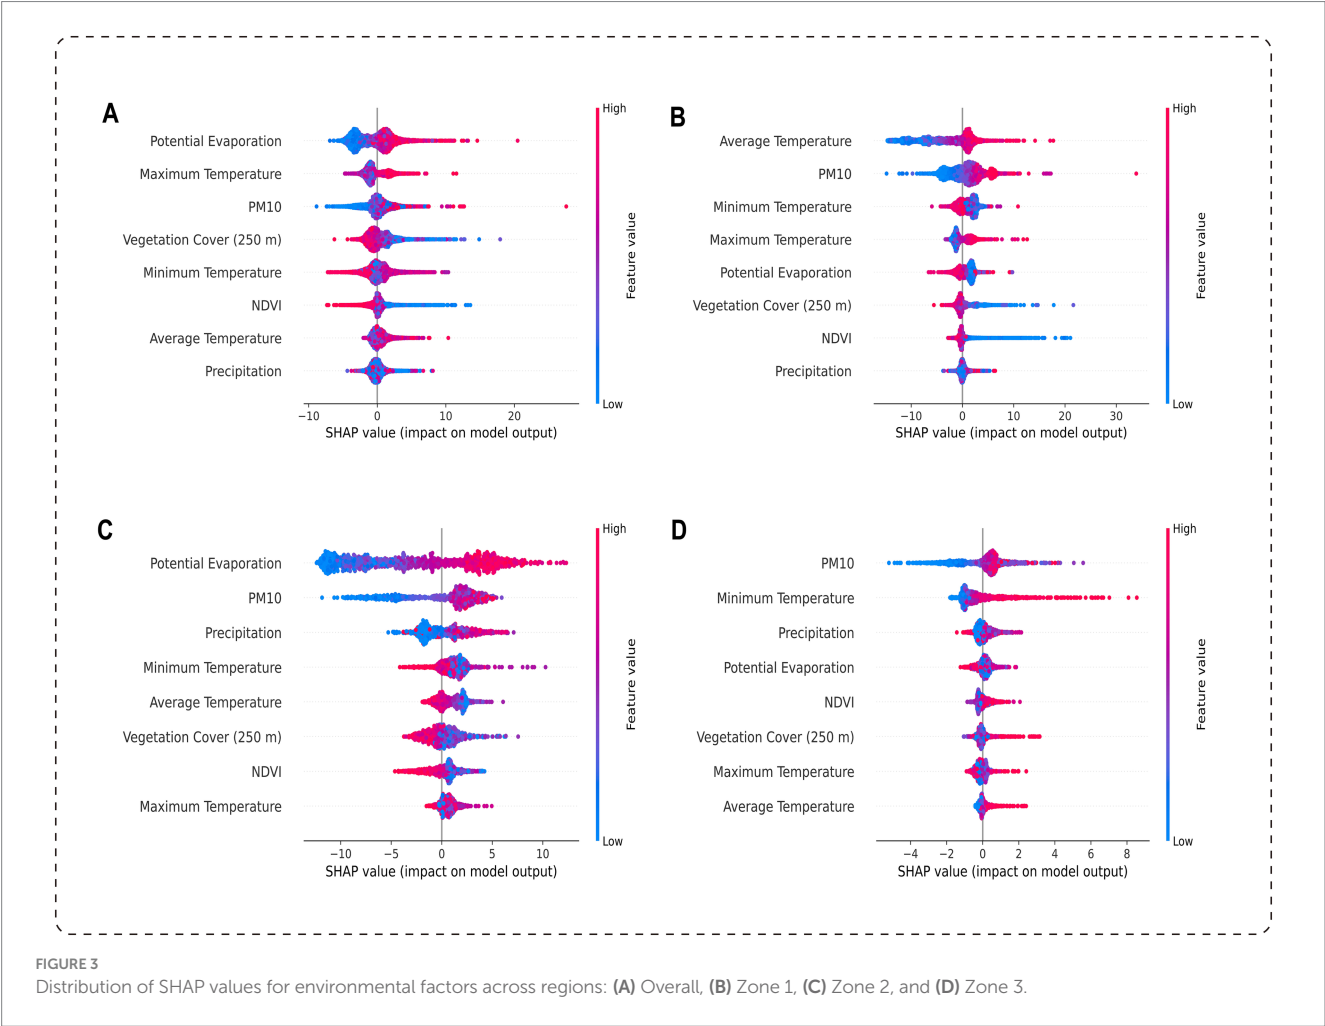 A
High
Potential Evaporation
Maximum Temperature
PM10
Vegetation Cover (250 m)
Minimum Temperature
NDVI
Average Temperature
Precipitation
Feature value
Low
−10 0 10 20
SHAP value (impact on model output)
B
High
Average Temperature
PM10
Minimum Temperature
Maximum Temperature
Potential Evaporation
Vegetation Cover (250 m)
NDVI
Precipitation
Feature value
Low
−10 0 10 20 30
SHAP value (impact on model output)
C
High
Potential Evaporation
PM10
Precipitation
Minimum Temperature
Average Temperature
Vegetation Cover (250 m)
NDVI
Maximum Temperature
Feature value
Low
−10 −5 0 5 10
SHAP value (impact on model output)
D
High
PM10
Minimum Temperature
Precipitation
Potential Evaporation
NDVI
Vegetation Cover (250 m)
Maximum Temperature
Average Temperature
Feature value
Low
−4 −2 0 2 4 6 8
SHAP value (impact on model output)
FIGURE 3
Distribution of SHAP values for environmental factors across regions: (A) Overall, (B) Zone 1, (C) Zone 2, and (D) Zone 3.